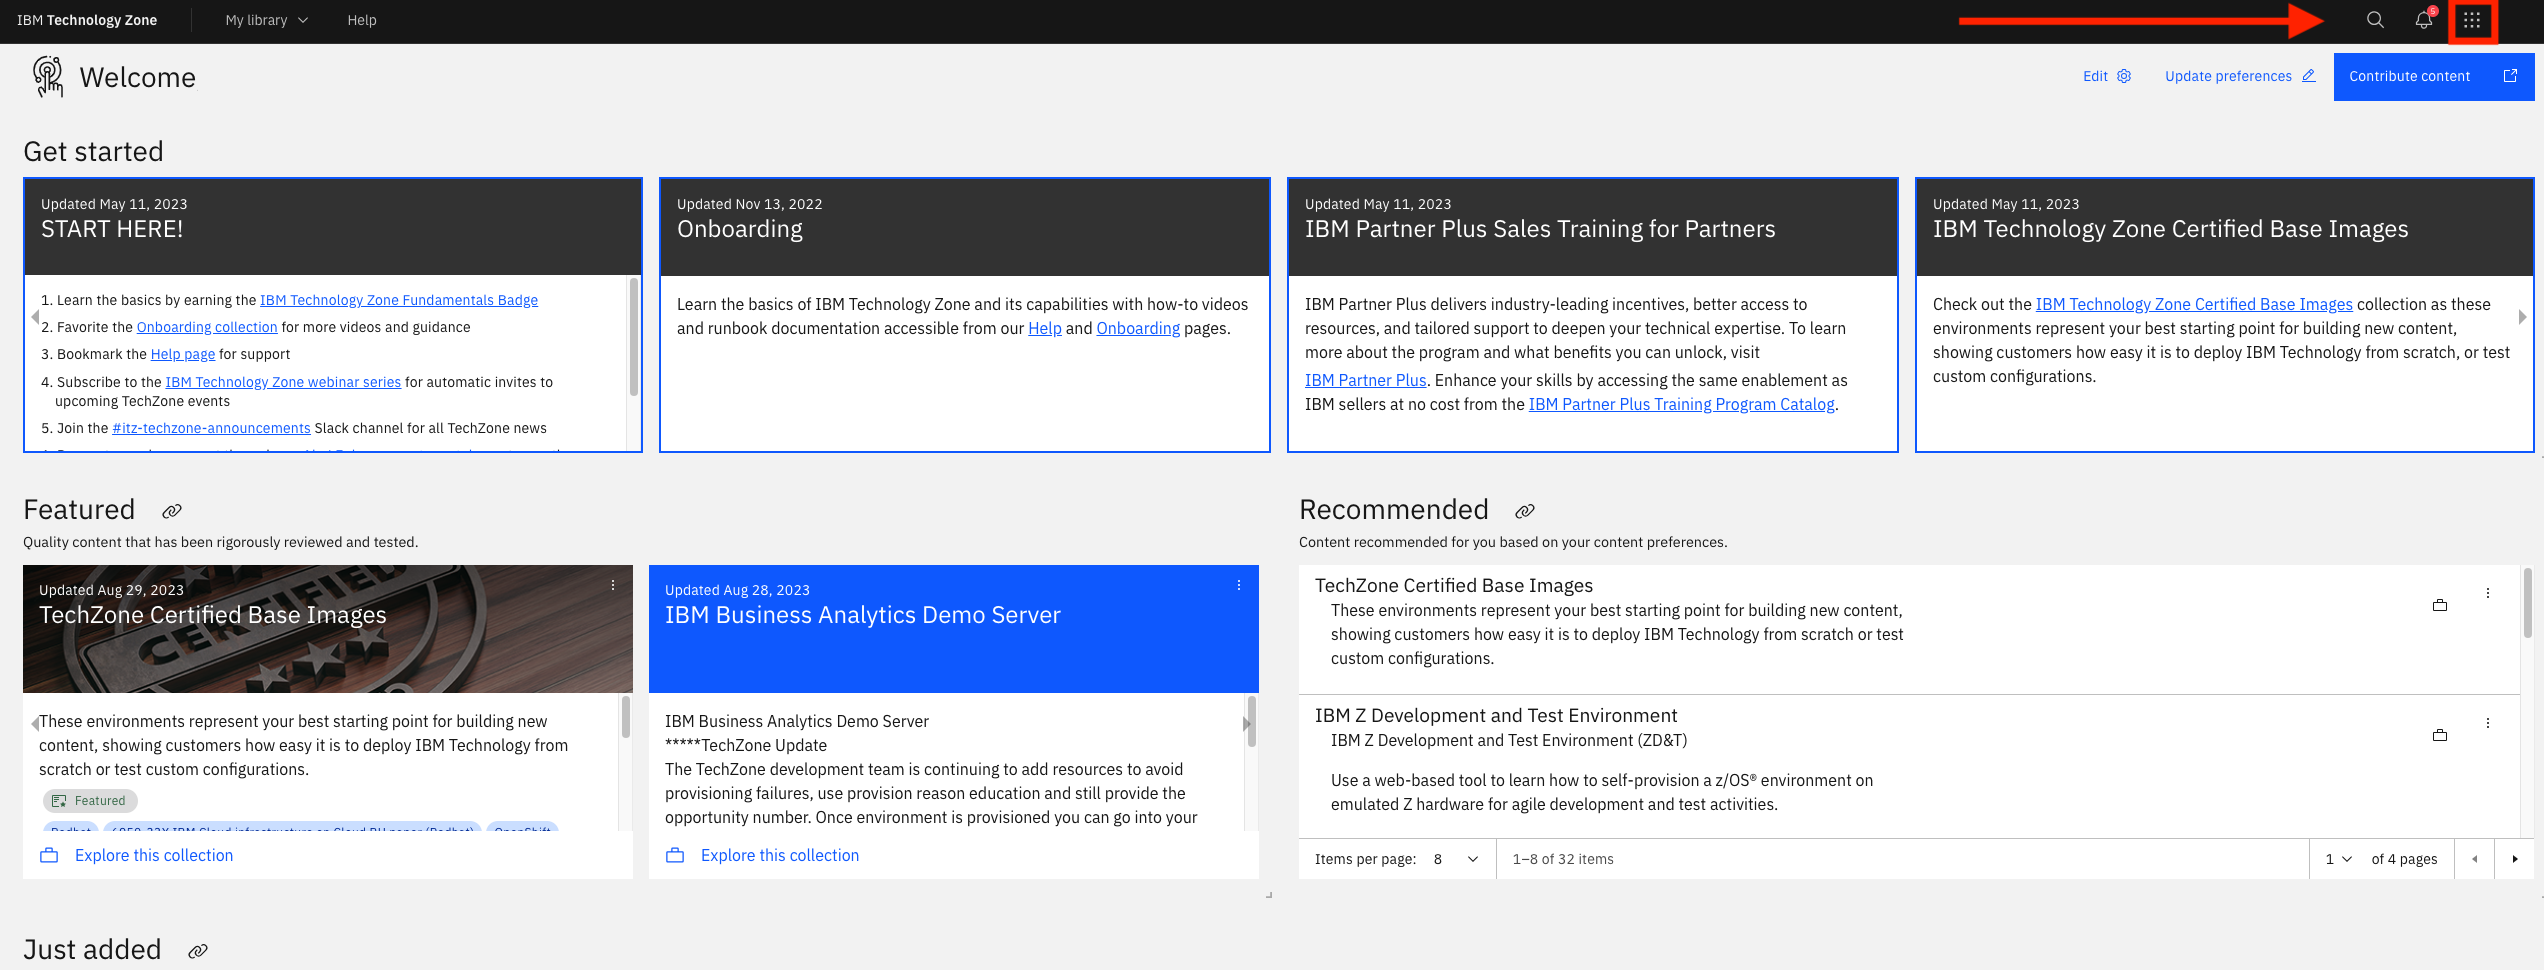 IBM Technology Zone
My library
Help
5
Welcome
Edit
Update preferences
Contribute content
Get started
Updated May 11, 2023
START HERE!
1. Learn the basics by earning the IBM Technology Zone Fundamentals Badge
2. Favorite the Onboarding collection for more videos and guidance
3. Bookmark the Help page for support
4. Subscribe to the IBM Technology Zone webinar series for automatic invites to
upcoming TechZone events
5. Join the #itz-techzone-announcements Slack channel for all TechZone news
Updated Nov 13, 2022
Onboarding
Learn the basics of IBM Technology Zone and its capabilities with how-to videos
and runbook documentation accessible from our Help and Onboarding pages.
Updated May 11, 2023
IBM Partner Plus Sales Training for Partners
IBM Partner Plus delivers industry-leading incentives, better access to
resources, and tailored support to deepen your technical expertise. To learn
more about the program and what benefits you can unlock, visit
IBM Partner Plus. Enhance your skills by accessing the same enablement as
IBM sellers at no cost from the IBM Partner Plus Training Program Catalog.
Updated May 11, 2023
IBM Technology Zone Certified Base Images
Check out the IBM Technology Zone Certified Base Images collection as these
environments represent your best starting point for building new content,
showing customers how easy it is to deploy IBM Technology from scratch, or test
custom configurations.
Featured
Quality content that has been rigorously reviewed and tested.
Updated Aug 29, 2023
TechZone Certified Base Images
CERTIFIED
These environments represent your best starting point for building new
content, showing customers how easy it is to deploy IBM Technology from
scratch or test custom configurations.
Featured
Explore this collection
Updated Aug 28, 2023
IBM Business Analytics Demo Server
IBM Business Analytics Demo Server
*****TechZone Update
The TechZone development team is continuing to add resources to avoid
provisioning failures, use provision reason education and still provide the
opportunity number. Once environment is provisioned you can go into your
Explore this collection
Recommended
Content recommended for you based on your content preferences.
TechZone Certified Base Images
These environments represent your best starting point for building new content,
showing customers how easy it is to deploy IBM Technology from scratch or test
custom configurations.
IBM Z Development and Test Environment
IBM Z Development and Test Environment (ZD&T)
Use a web-based tool to learn how to self-provision a z/OS® environment on
emulated Z hardware for agile development and test activities.
Items per page: 8
1–8 of 32 items
1
of 4 pages
Just added